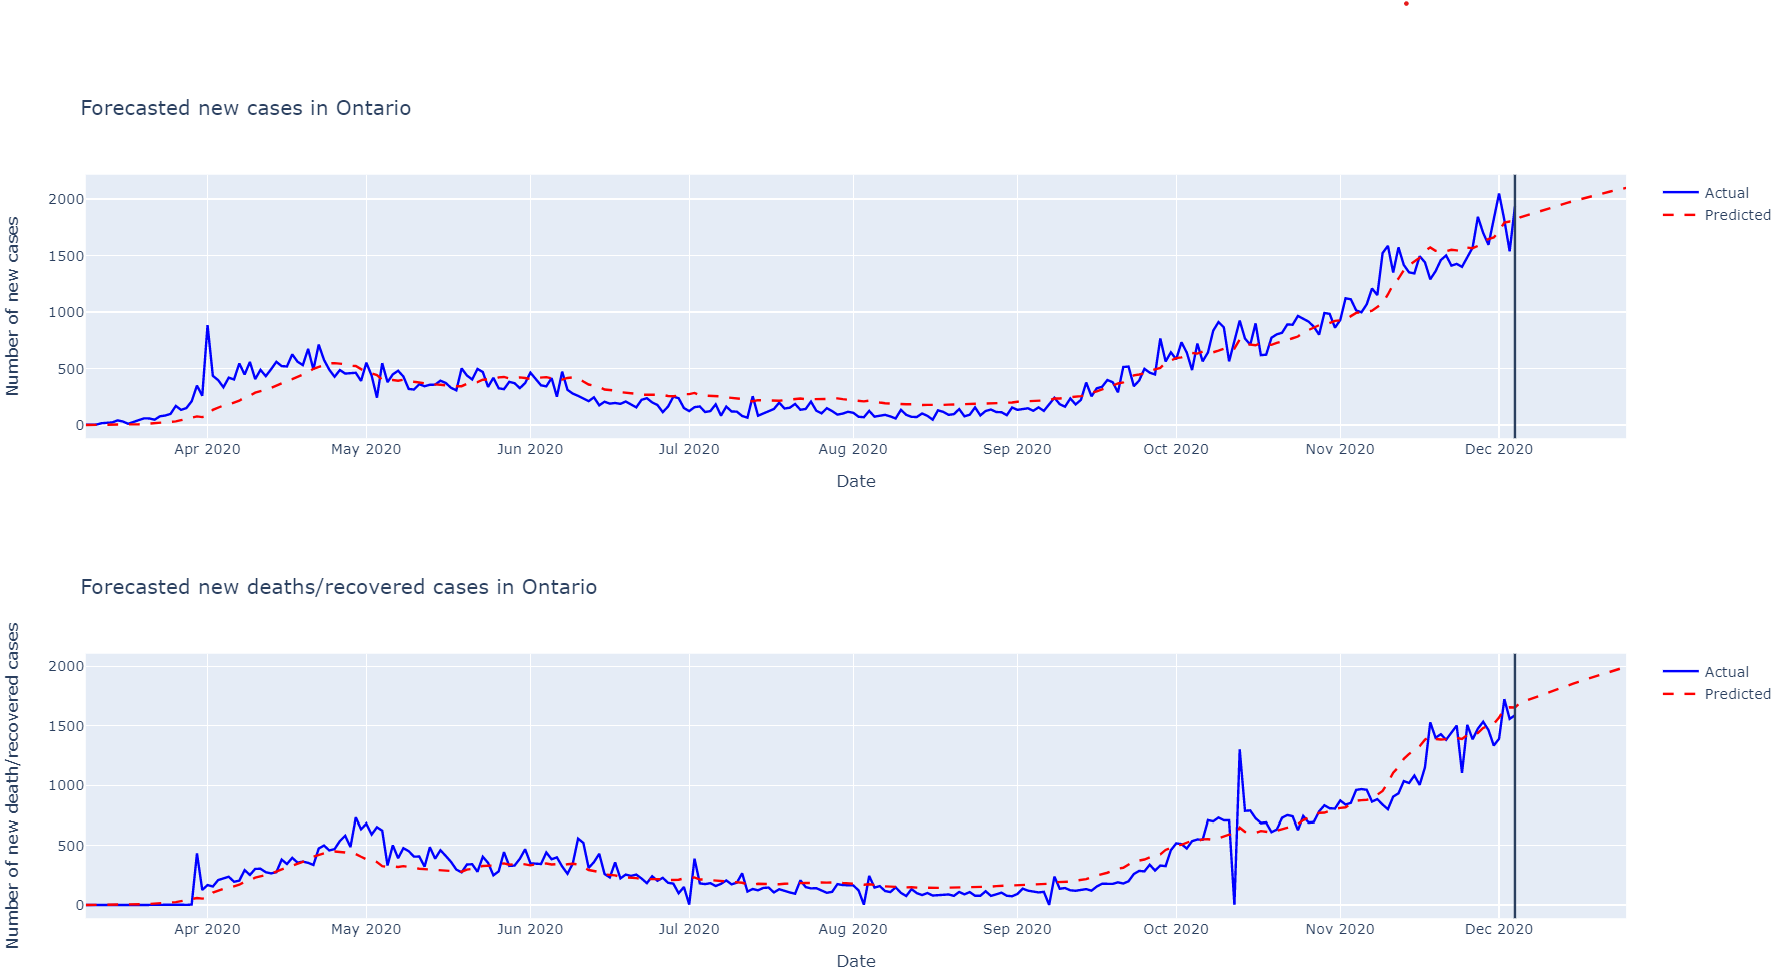 Forecasted new cases in Ontario
Number of new cases
2000
1500
1000
500
0
Apr 2020 May 2020 Jun 2020 Jul 2020 Aug 2020 Sep 2020 Oct 2020 Nov 2020 Dec 2020
Date
Actual
Predicted
Forecasted new deaths/recovered cases in Ontario
Number of new death/recovered cases
2000
1500
1000
500
0
Apr 2020 May 2020 Jun 2020 Jul 2020 Aug 2020 Sep 2020 Oct 2020 Nov 2020 Dec 2020
Date
Actual
Predicted